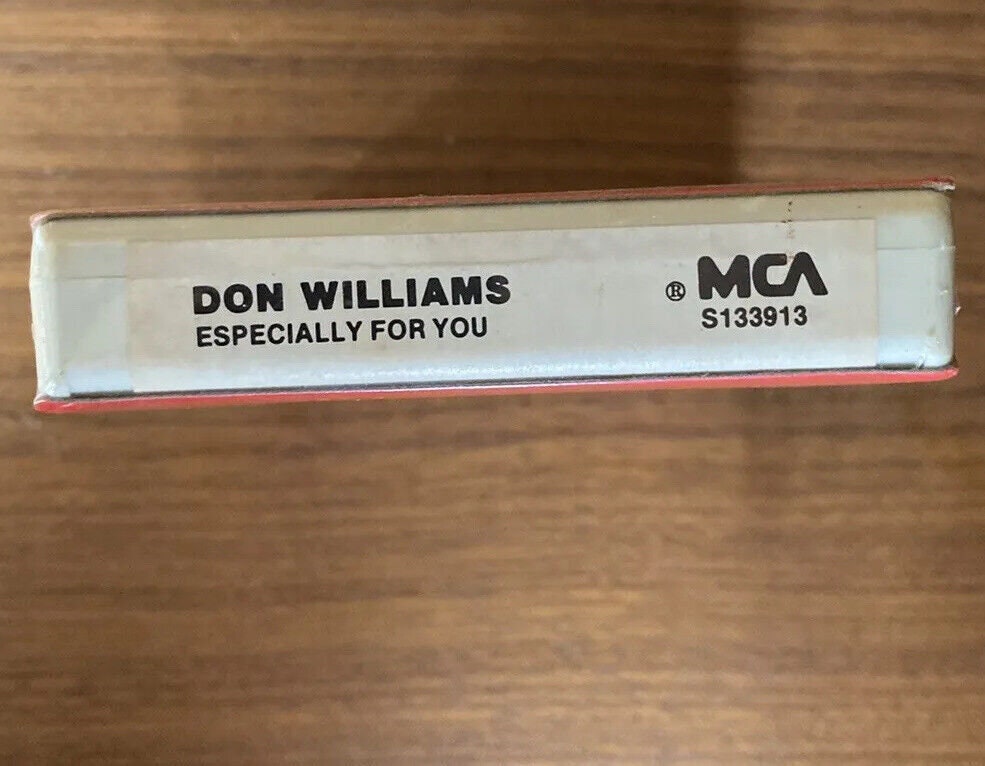 DON WILLIAMS
ESPECIALLY FOR YOU
® MCA
S133913